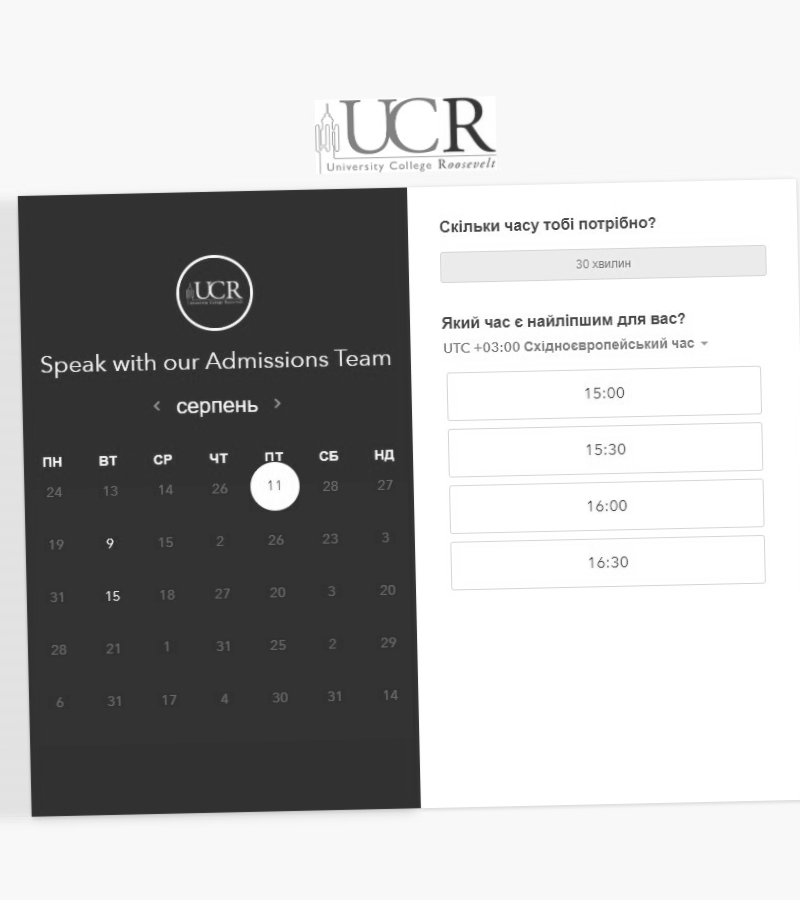 UCR
University College Roosevelt
UCR
Speak with our Admissions Team
серпень
ПН ВТ СР ЧТ ПТ СБ НД
24 13 14 26 11 28 27
19 9 15 2 26 23 3
31 15 18 27 20 3 20
28 21 1 31 25 2 29
6 31 17 4 30 31 14
Скільки часу тобі потрібно?
30 хвилин
Який час є найліпшим для вас?
UTC +03:00 Східноєвропейський час
15:00
15:30
16:00
16:30